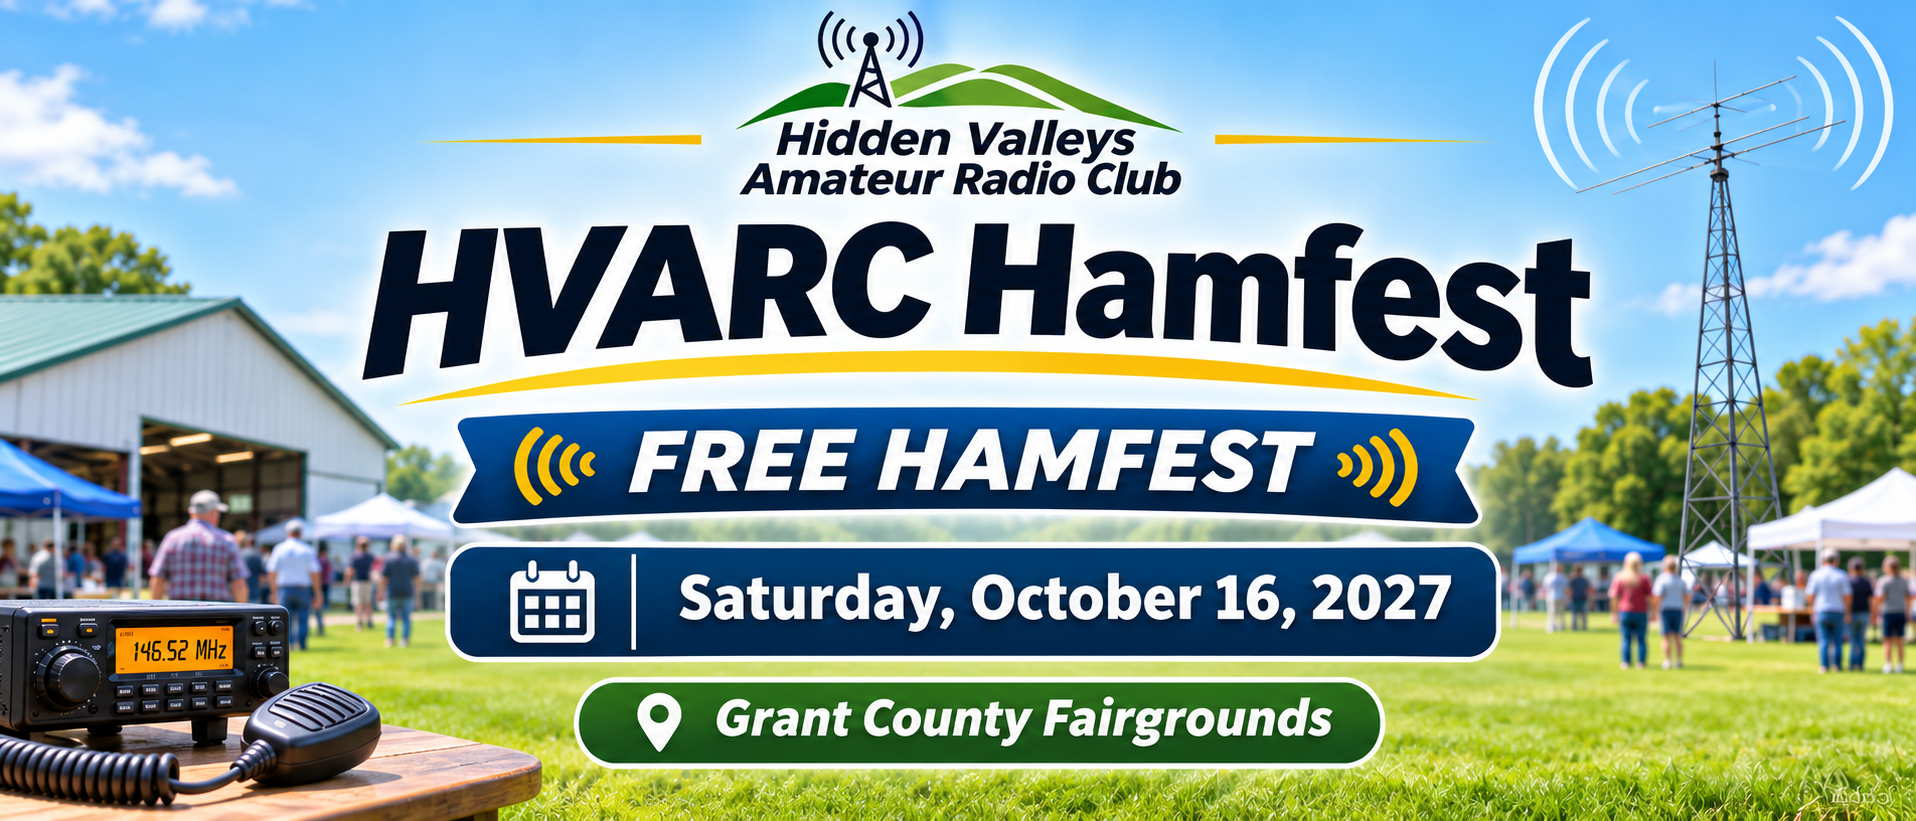 Hidden Valleys
Amateur Radio Club
HVARC Hamfest
FREE HAMFEST
Saturday, October 16, 2027
Grant County Fairgrounds
146.52 MHz